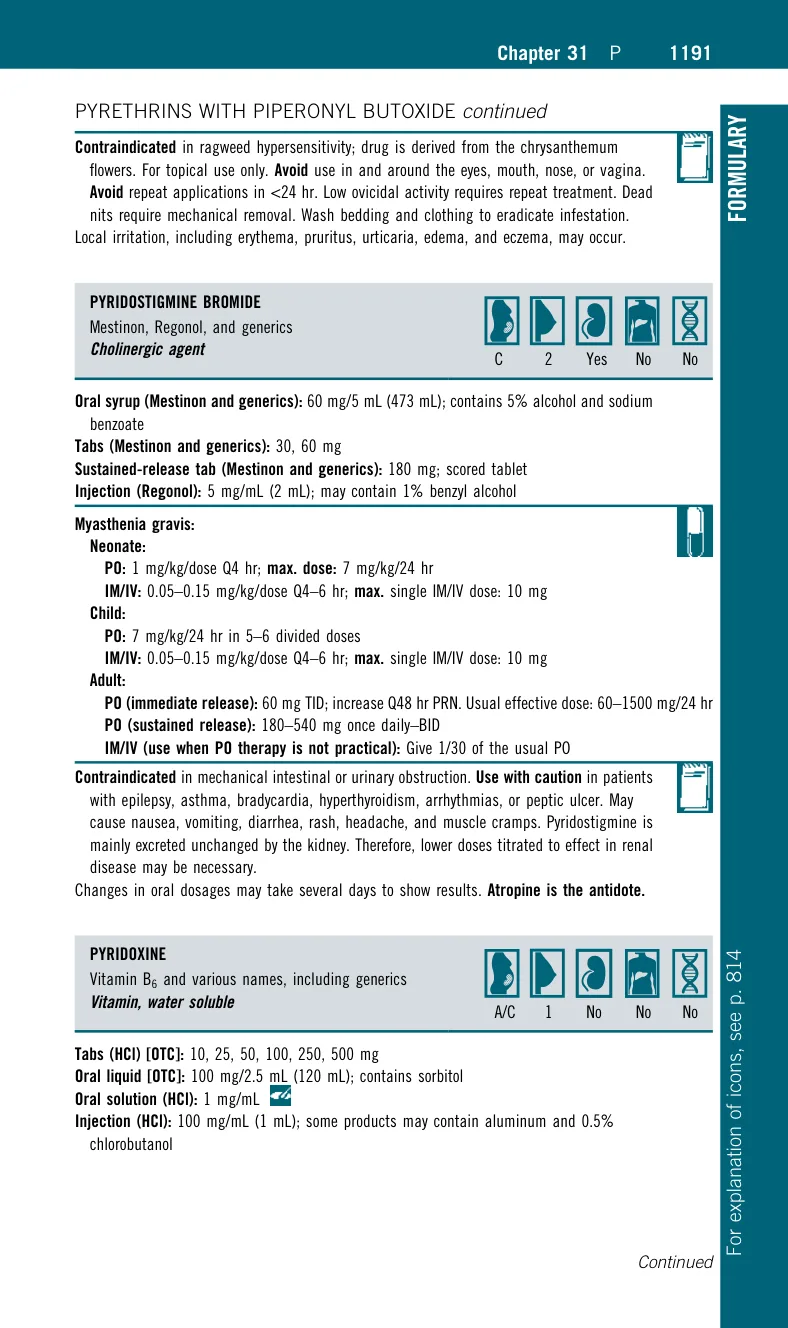 Chapter 31 P 1191
PYRETHRINS WITH PIPERONYL BUTOXIDE continued
Contraindicated in ragweed hypersensitivity; drug is derived from the chrysanthemum
flowers. For topical use only. Avoid use in and around the eyes, mouth, nose, or vagina.
Avoid repeat applications in <24 hr. Low ovicidal activity requires repeat treatment. Dead
nits require mechanical removal. Wash bedding and clothing to eradicate infestation.
Local irritation, including erythema, pruritus, urticaria, edema, and eczema, may occur.
PYRIDOSTIGMINE BROMIDE
Mestinon, Regonol, and generics
Cholinergic agent
C 2 Yes No No
Oral syrup (Mestinon and generics): 60 mg/5 mL (473 mL); contains 5% alcohol and sodium
benzoate
Tabs (Mestinon and generics): 30, 60 mg
Sustained-release tab (Mestinon and generics): 180 mg; scored tablet
Injection (Regonol): 5 mg/mL (2 mL); may contain 1% benzyl alcohol
Myasthenia gravis:
Neonate:
PO: 1 mg/kg/dose Q4 hr; max. dose: 7 mg/kg/24 hr
IM/IV: 0.05–0.15 mg/kg/dose Q4–6 hr; max. single IM/IV dose: 10 mg
Child:
PO: 7 mg/kg/24 hr in 5–6 divided doses
IM/IV: 0.05–0.15 mg/kg/dose Q4–6 hr; max. single IM/IV dose: 10 mg
Adult:
PO (immediate release): 60 mg TID; increase Q48 hr PRN. Usual effective dose: 60–1500 mg/24 hr
PO (sustained release): 180–540 mg once daily–BID
IM/IV (use when PO therapy is not practical): Give 1/30 of the usual PO
Contraindicated in mechanical intestinal or urinary obstruction. Use with caution in patients
with epilepsy, asthma, bradycardia, hyperthyroidism, arrhythmias, or peptic ulcer. May
cause nausea, vomiting, diarrhea, rash, headache, and muscle cramps. Pyridostigmine is
mainly excreted unchanged by the kidney. Therefore, lower doses titrated to effect in renal
disease may be necessary.
Changes in oral dosages may take several days to show results. Atropine is the antidote.
PYRIDOXINE
Vitamin B6 and various names, including generics
Vitamin, water soluble
A/C 1 No No No
Tabs (HCl) [OTC]: 10, 25, 50, 100, 250, 500 mg
Oral liquid [OTC]: 100 mg/2.5 mL (120 mL); contains sorbitol
Oral solution (HCl): 1 mg/mL
Injection (HCl): 100 mg/mL (1 mL); some products may contain aluminum and 0.5%
chlorobutanol
Continued
FORMULARY
For explanation of icons, see p. 814